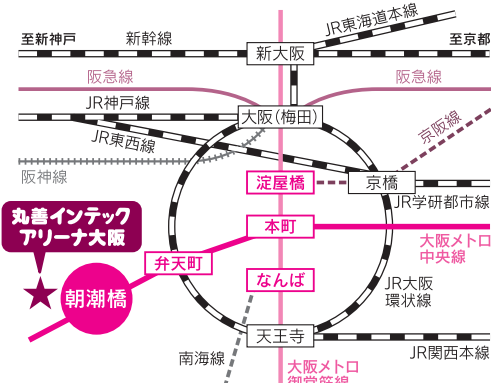 JR東海道本線
至新神戸
新幹線
新大阪
至京都
阪急線
阪急線
JR神戸線
大阪(梅田)
JR東西線
京阪線
阪神線
淀屋橋
京橋
JR学研都市線
丸善インテック
アリーナ大阪
本町
大阪メトロ
中央線
弁天町
朝潮橋
なんば
JR大阪
環状線
天王寺
南海線
JR関西本線
大阪メトロ
御堂筋線